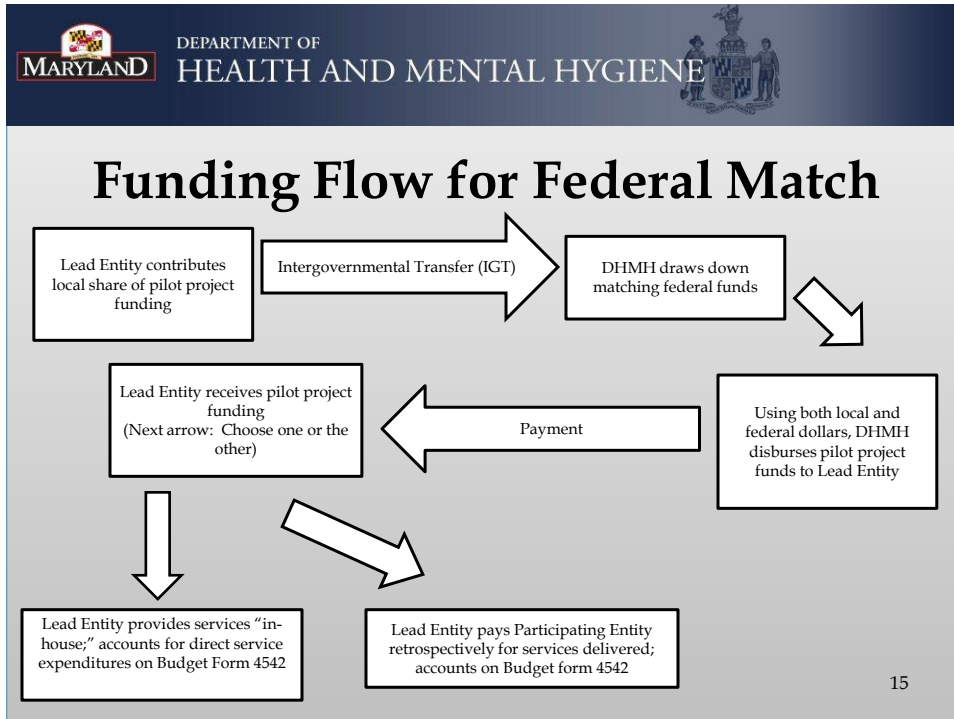 MARYLAND
DEPARTMENT OF
HEALTH AND MENTAL HYGIENE
Funding Flow for Federal Match
Lead Entity contributes
local share of pilot project
funding
Intergovernmental Transfer (IGT)
DHMH draws down
matching federal funds
Using both local and
federal dollars, DHMH
disburses pilot project
funds to Lead Entity
Payment
Lead Entity receives pilot project
funding
(Next arrow: Choose one or the
other)
Lead Entity provides services “in-
house;” accounts for direct service
expenditures on Budget Form 4542
Lead Entity pays Participating Entity
retrospectively for services delivered;
accounts on Budget form 4542
15